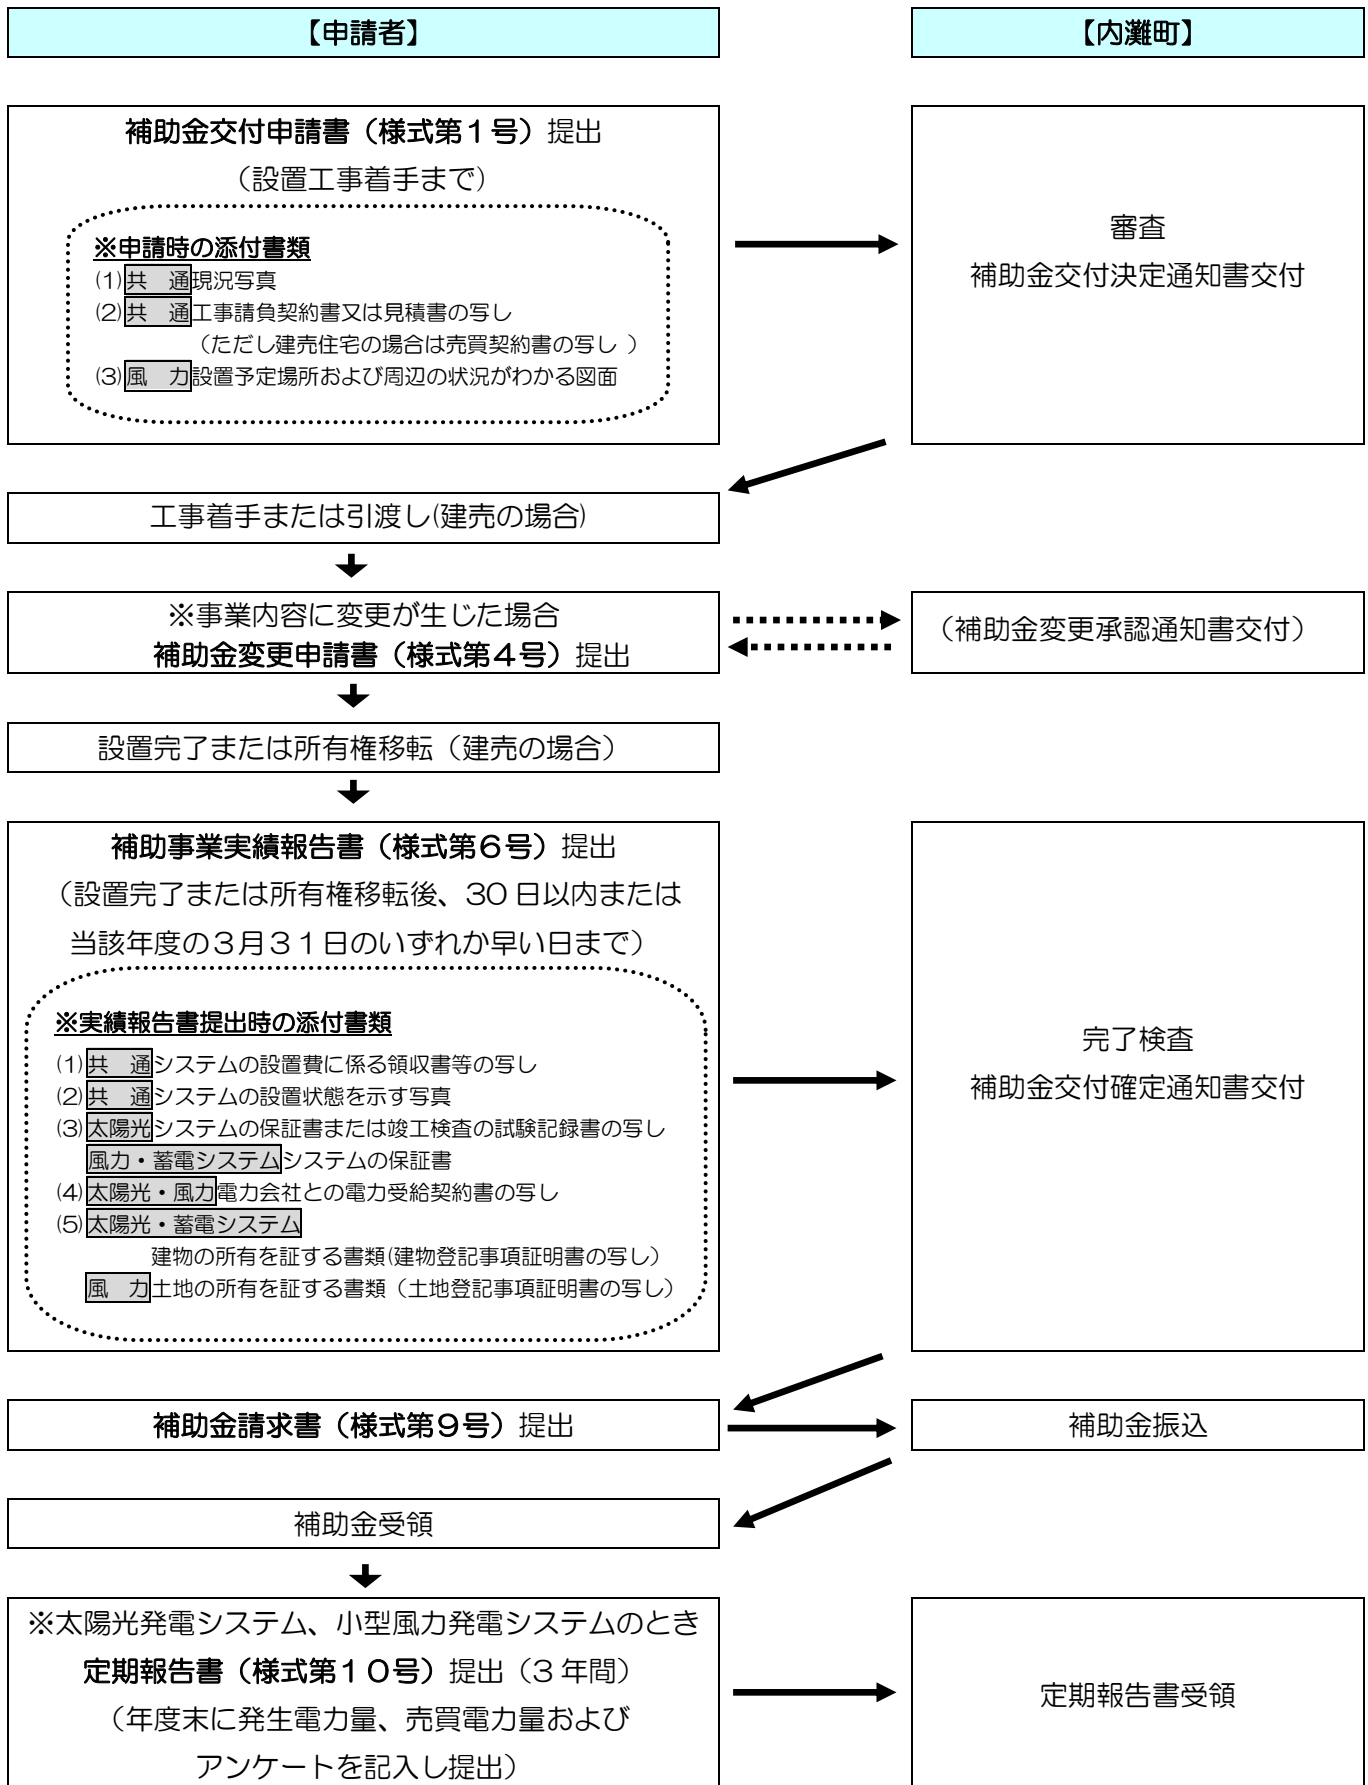 【申請者】
【内灘町】
補助金交付申請書（様式第１号）提出
（設置工事着手まで）
※申請時の添付書類
(1)共　通現況写真
(2)共　通工事請負契約書又は見積書の写し
（ただし建売住宅の場合は売買契約書の写し ）
(3)風　力設置予定場所および周辺の状況がわかる図面
審査
補助金交付決定通知書交付
工事着手または引渡し(建売の場合)
※事業内容に変更が生じた場合
補助金変更申請書（様式第４号）提出
（補助金変更承認通知書交付）
設置完了または所有権移転（建売の場合）
補助事業実績報告書（様式第６号）提出
（設置完了または所有権移転後、30 日以内または
当該年度の３月３１日のいずれか早い日まで）
※実績報告書提出時の添付書類
(1)共　通システムの設置費に係る領収書等の写し
(2)共　通システムの設置状態を示す写真
(3)太陽光システムの保証書または竣工検査の試験記録書の写し
風力・蓄電システムシステムの保証書
(4)太陽光・風力電力会社との電力受給契約書の写し
(5)太陽光・蓄電システム
建物の所有を証する書類(建物登記事項証明書の写し）
風　力土地の所有を証する書類（土地登記事項証明書の写し）
完了検査
補助金交付確定通知書交付
補助金請求書（様式第９号）提出
補助金振込
補助金受領
※太陽光発電システム、小型風力発電システムのとき
定期報告書（様式第１０号）提出（3 年間）
（年度末に発生電力量、売買電力量および
アンケートを記入し提出）
定期報告書受領